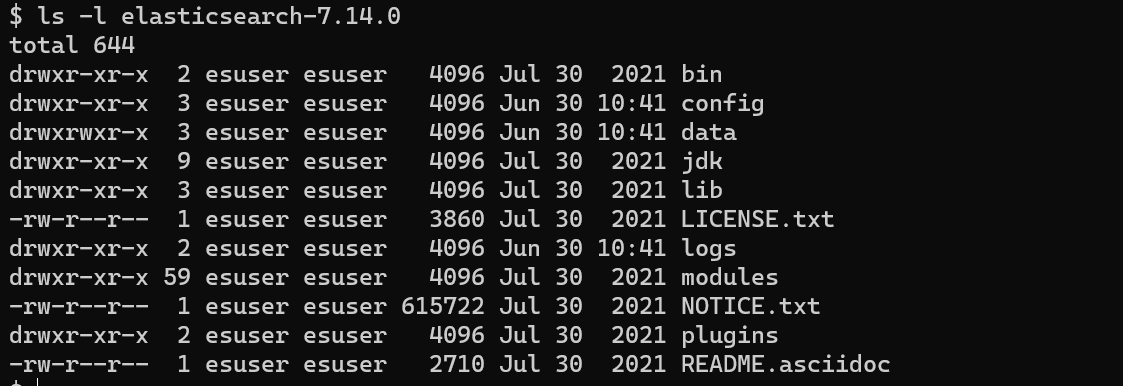 $ ls -l elasticsearch-7.14.0
total 644
drwxr-xr-x  2 esuser esuser   4096 Jul 30  2021 bin
drwxr-xr-x  3 esuser esuser   4096 Jun 30 10:41 config
drwxrwxr-x  3 esuser esuser   4096 Jun 30 10:41 data
drwxr-xr-x  9 esuser esuser   4096 Jul 30  2021 jdk
drwxr-xr-x  3 esuser esuser   4096 Jul 30  2021 lib
-rw-r--r--  1 esuser esuser   3860 Jul 30  2021 LICENSE.txt
drwxr-xr-x  2 esuser esuser   4096 Jun 30 10:41 logs
drwxr-xr-x 59 esuser esuser   4096 Jul 30  2021 modules
-rw-r--r--  1 esuser esuser 615722 Jul 30  2021 NOTICE.txt
drwxr-xr-x  2 esuser esuser   4096 Jul 30  2021 plugins
-rw-r--r--  1 esuser esuser   2710 Jul 30  2021 README.asciidoc
$